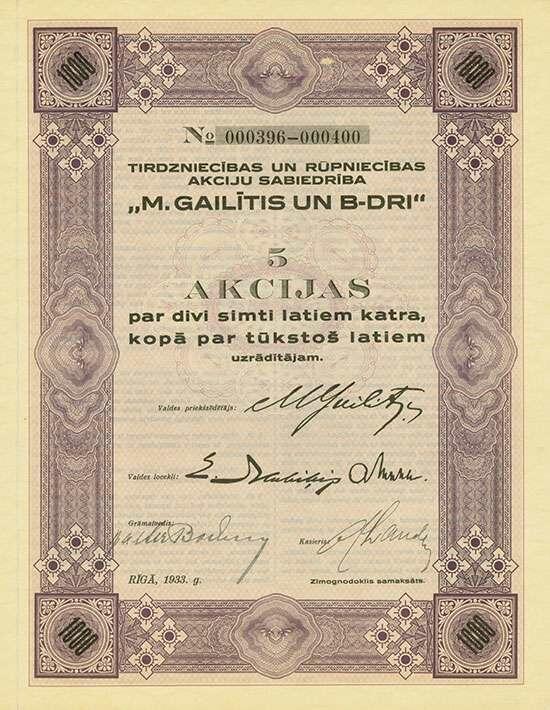 1000 1000
No 000396-000400
TIRDZNIECĪBAS UN RŪPNIECĪBAS
AKCIJU SABIEDRĪBA
„M. GAILĪTIS UN B-DRI“
5
AKCIJAS
par divi simti latiem katra,
kopā par tūkstoš latiem
uzrādītājam.
Valdes priekšsēdētājs:
Valdes locekļi:
Grāmatvedis:
Kasieris:
RĪGĀ, 1933. g.
Zīmognodoklis samaksāts.
1000 1000